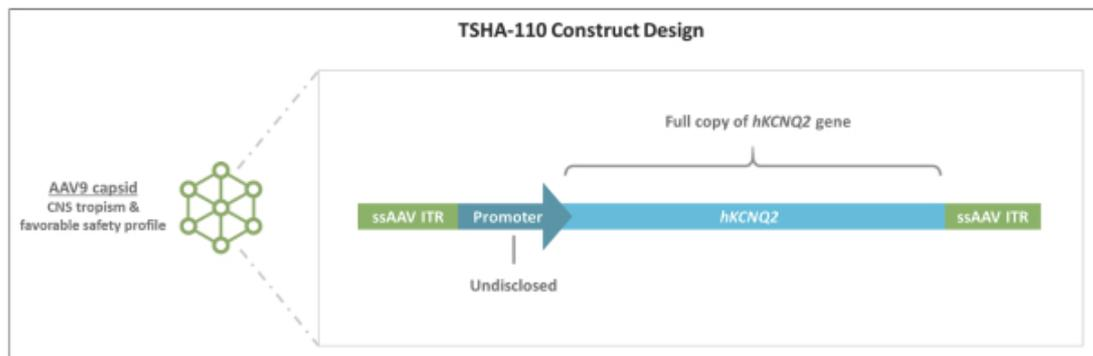 TSHA-110 Construct Design
Full copy of hKCNQ2 gene
AAV9 capsid
CNS tropism &
favorable safety profile
ssAAV ITR Promoter hKCNQ2 ssAAV ITR
Undisclosed